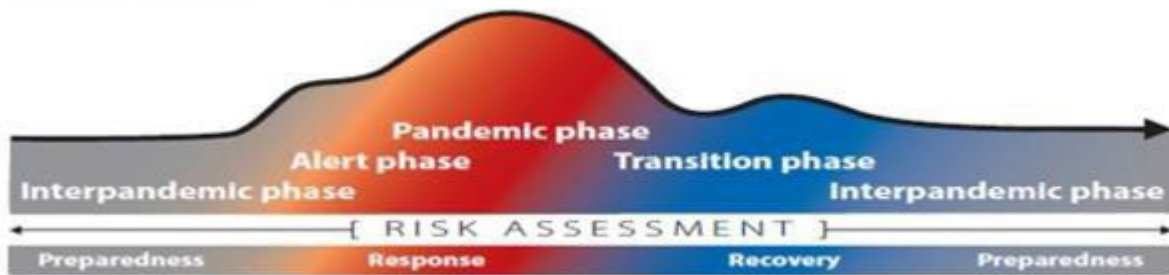 Pandemic phase
Alert phase Transition phase
Interpandemic phase Interpandemic phase
[ RISK ASSESSMENT ]
Preparedness Response Recovery Preparedness